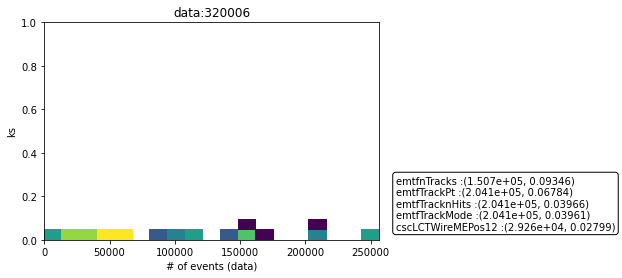 data:320006
1.0
0.8
0.6
0.4
0.2
0.0
ks
0
50000
100000
150000
200000
250000
# of events (data)
emtfnTracks :(1.507e+05, 0.09346)
emtfTrackPt :(2.041e+05, 0.06784)
emtfTracknHits :(2.041e+05, 0.03966)
emtfTrackMode :(2.041e+05, 0.03961)
cscLCTWireMEPos12 :(2.926e+04, 0.02799)